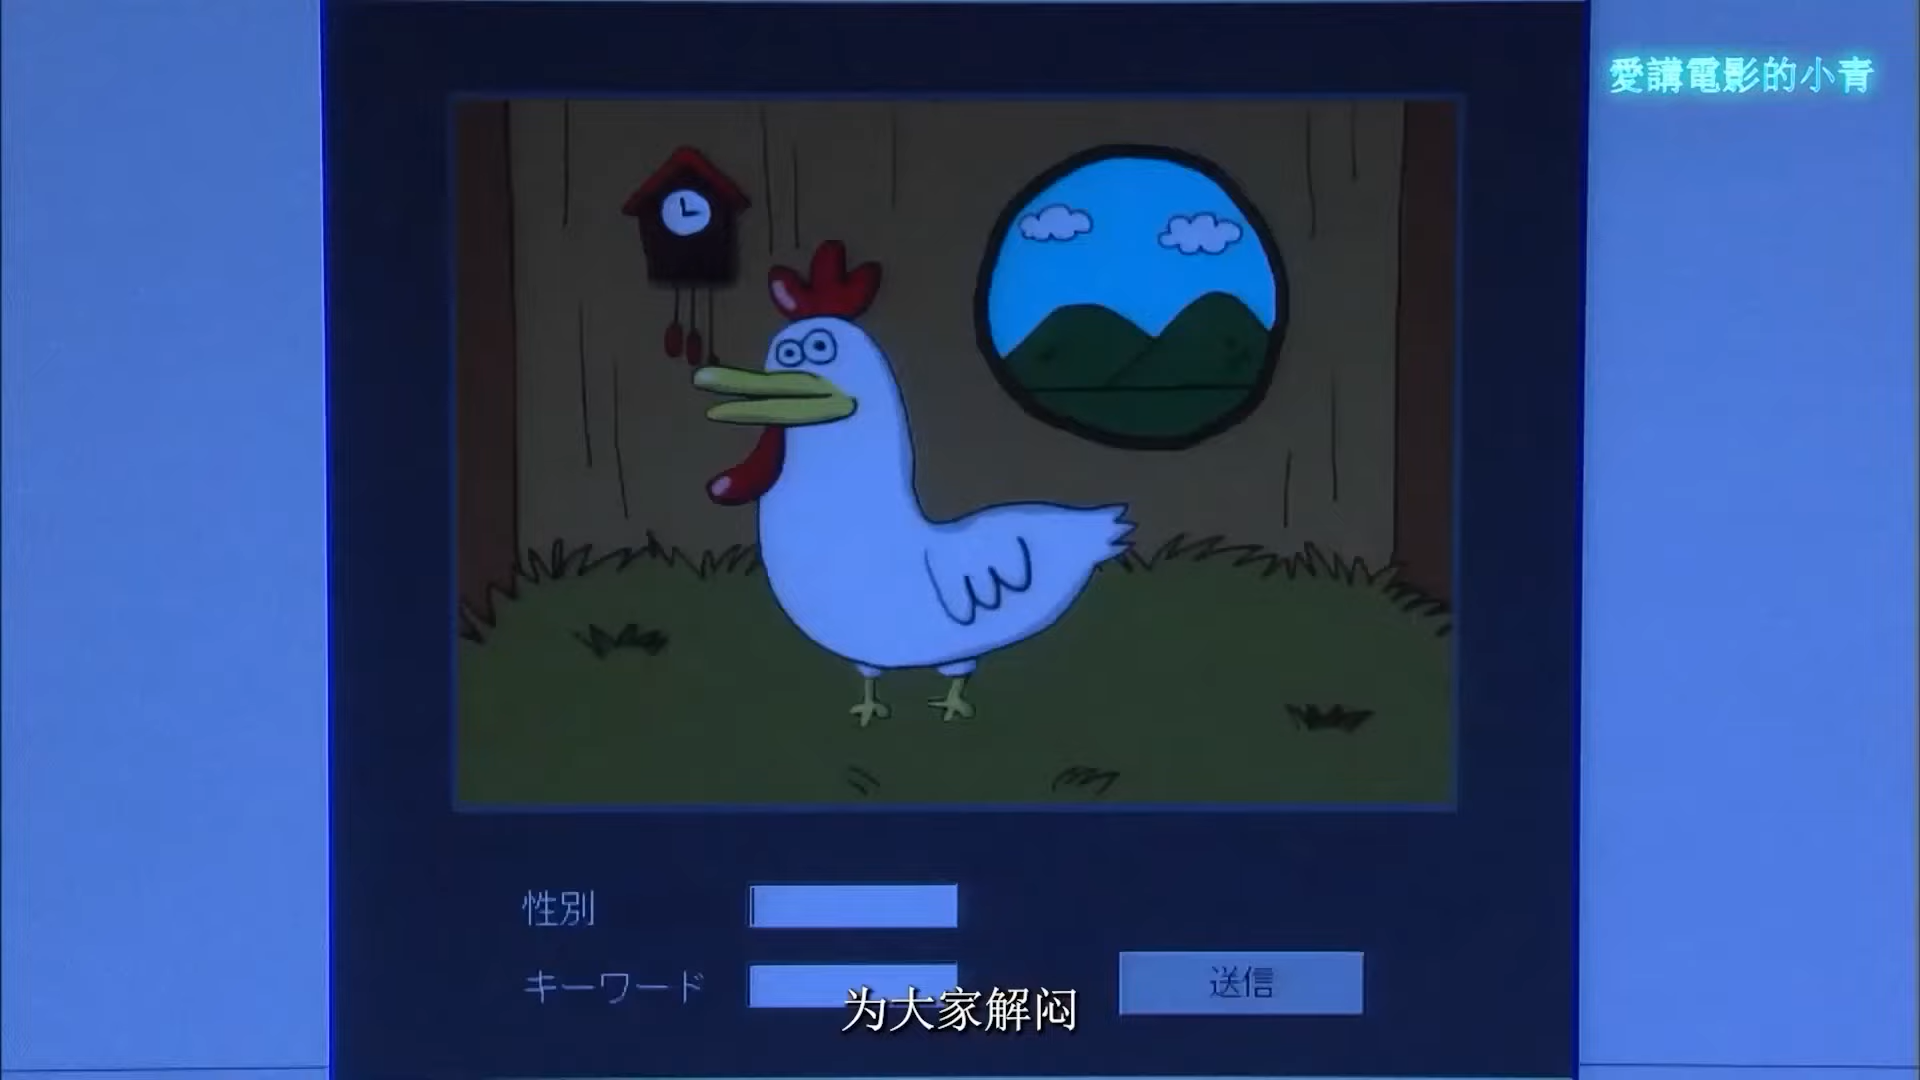 愛講電影的小青
性別
キーワード
送信
为大家解闷